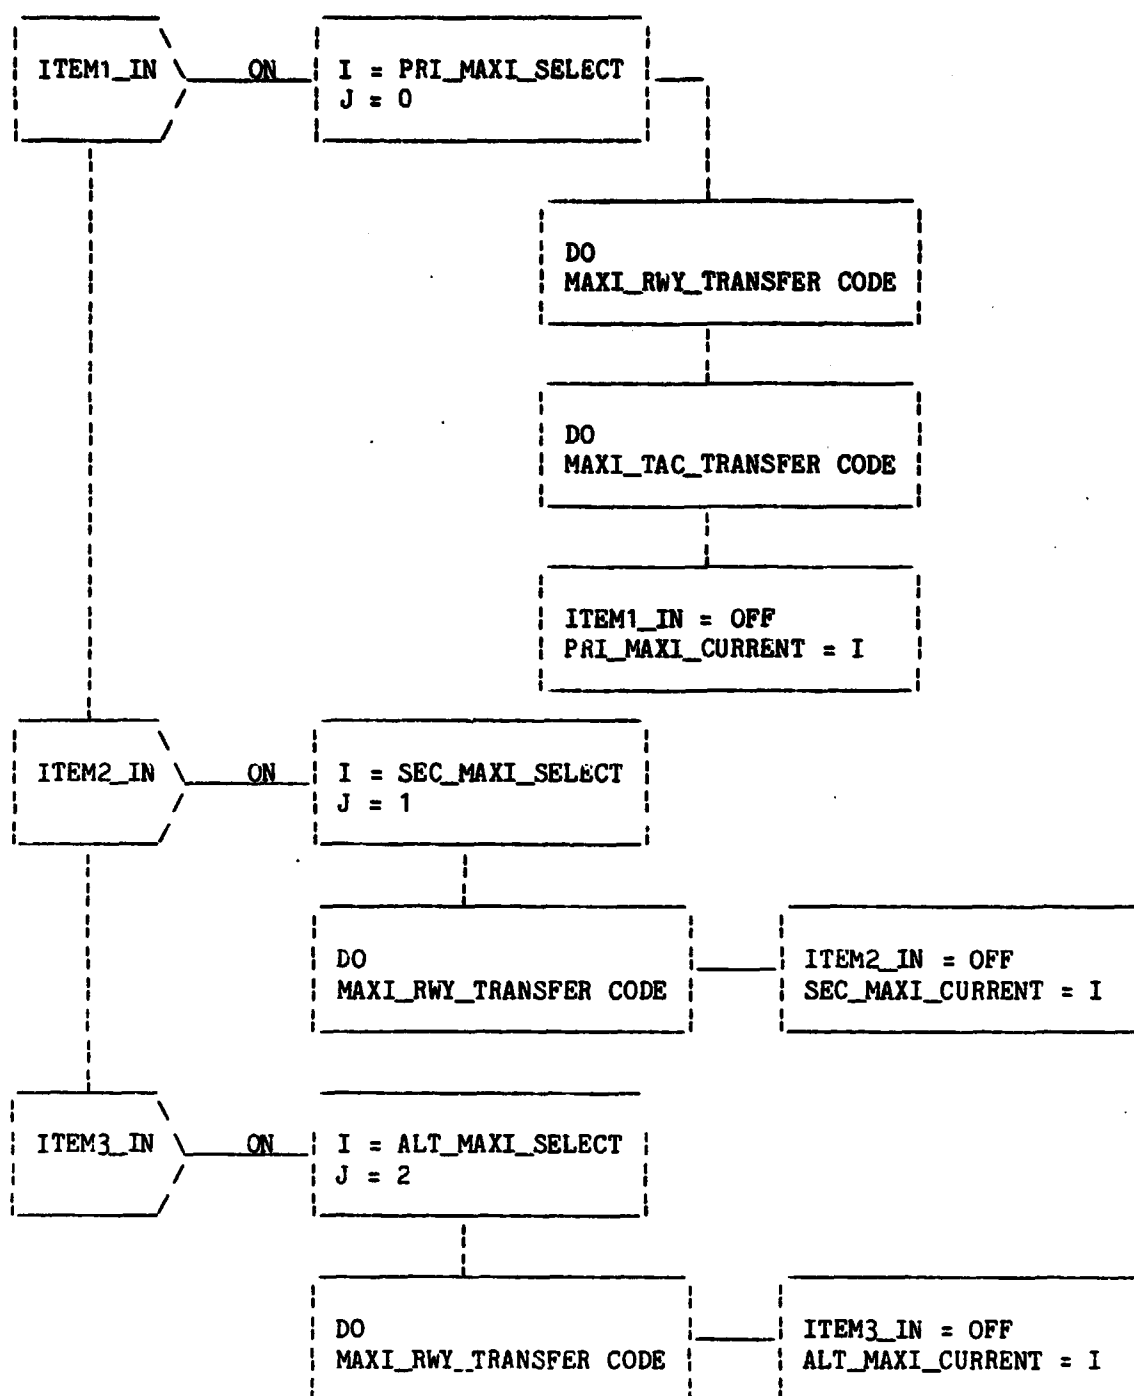 ITEM1_IN
ON
I = PRI_MAXI_SELECT
J = 0
DO
MAXI_RWY_TRANSFER CODE
DO
MAXI_TAC_TRANSFER CODE
ITEM1_IN = OFF
PRI_MAXI_CURRENT = I
ITEM2_IN
ON
I = SEC_MAXI_SELECT
J = 1
DO
MAXI_RWY_TRANSFER CODE
ITEM2_IN = OFF
SEC_MAXI_CURRENT = I
ITEM3_IN
ON
I = ALT_MAXI_SELECT
J = 2
DO
MAXI_RWY_TRANSFER CODE
ITEM3_IN = OFF
ALT_MAXI_CURRENT = I